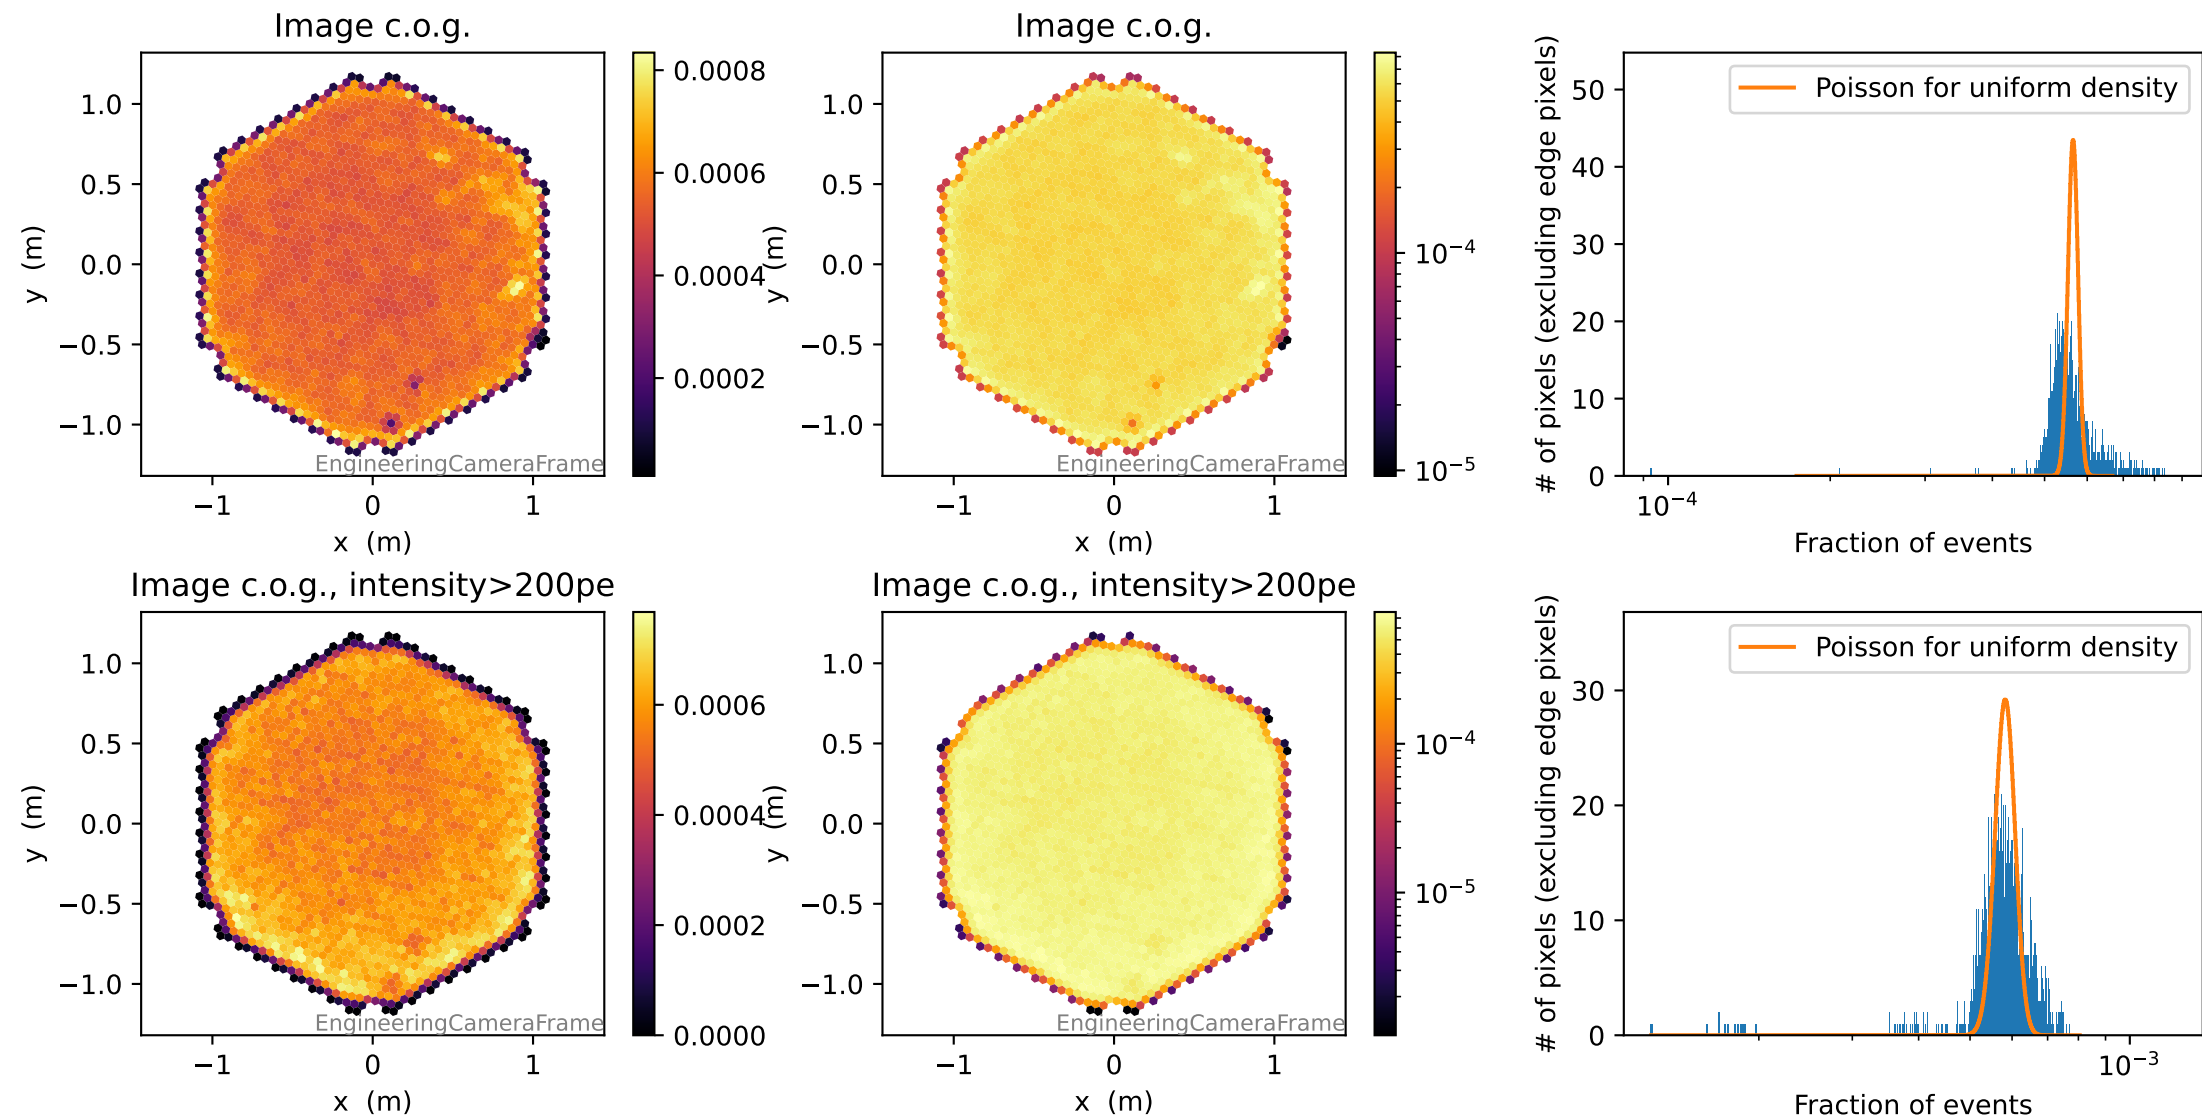 Image c.o.g.
1.0
0.5
0.0
−0.5
−1.0
y (m)
−1
0
1
x (m)
EngineeringCameraFrame
0.0008
0.0006
0.0004
0.0002
Image c.o.g.
1.0
0.5
0.0
−0.5
−1.0
y (m)
−1
0
1
x (m)
EngineeringCameraFrame
10⁻⁴
10⁻⁵
# of pixels (excluding edge pixels)
50
40
30
20
10
0
Poisson for uniform density
10⁻⁴
Fraction of events
Image c.o.g., intensity>200pe
1.0
0.5
0.0
−0.5
−1.0
y (m)
−1
0
1
x (m)
EngineeringCameraFrame
0.0006
0.0004
0.0002
0.0000
Image c.o.g., intensity>200pe
1.0
0.5
0.0
−0.5
−1.0
y (m)
−1
0
1
x (m)
EngineeringCameraFrame
10⁻⁴
10⁻⁵
# of pixels (excluding edge pixels)
30
20
10
0
Poisson for uniform density
10⁻³
Fraction of events